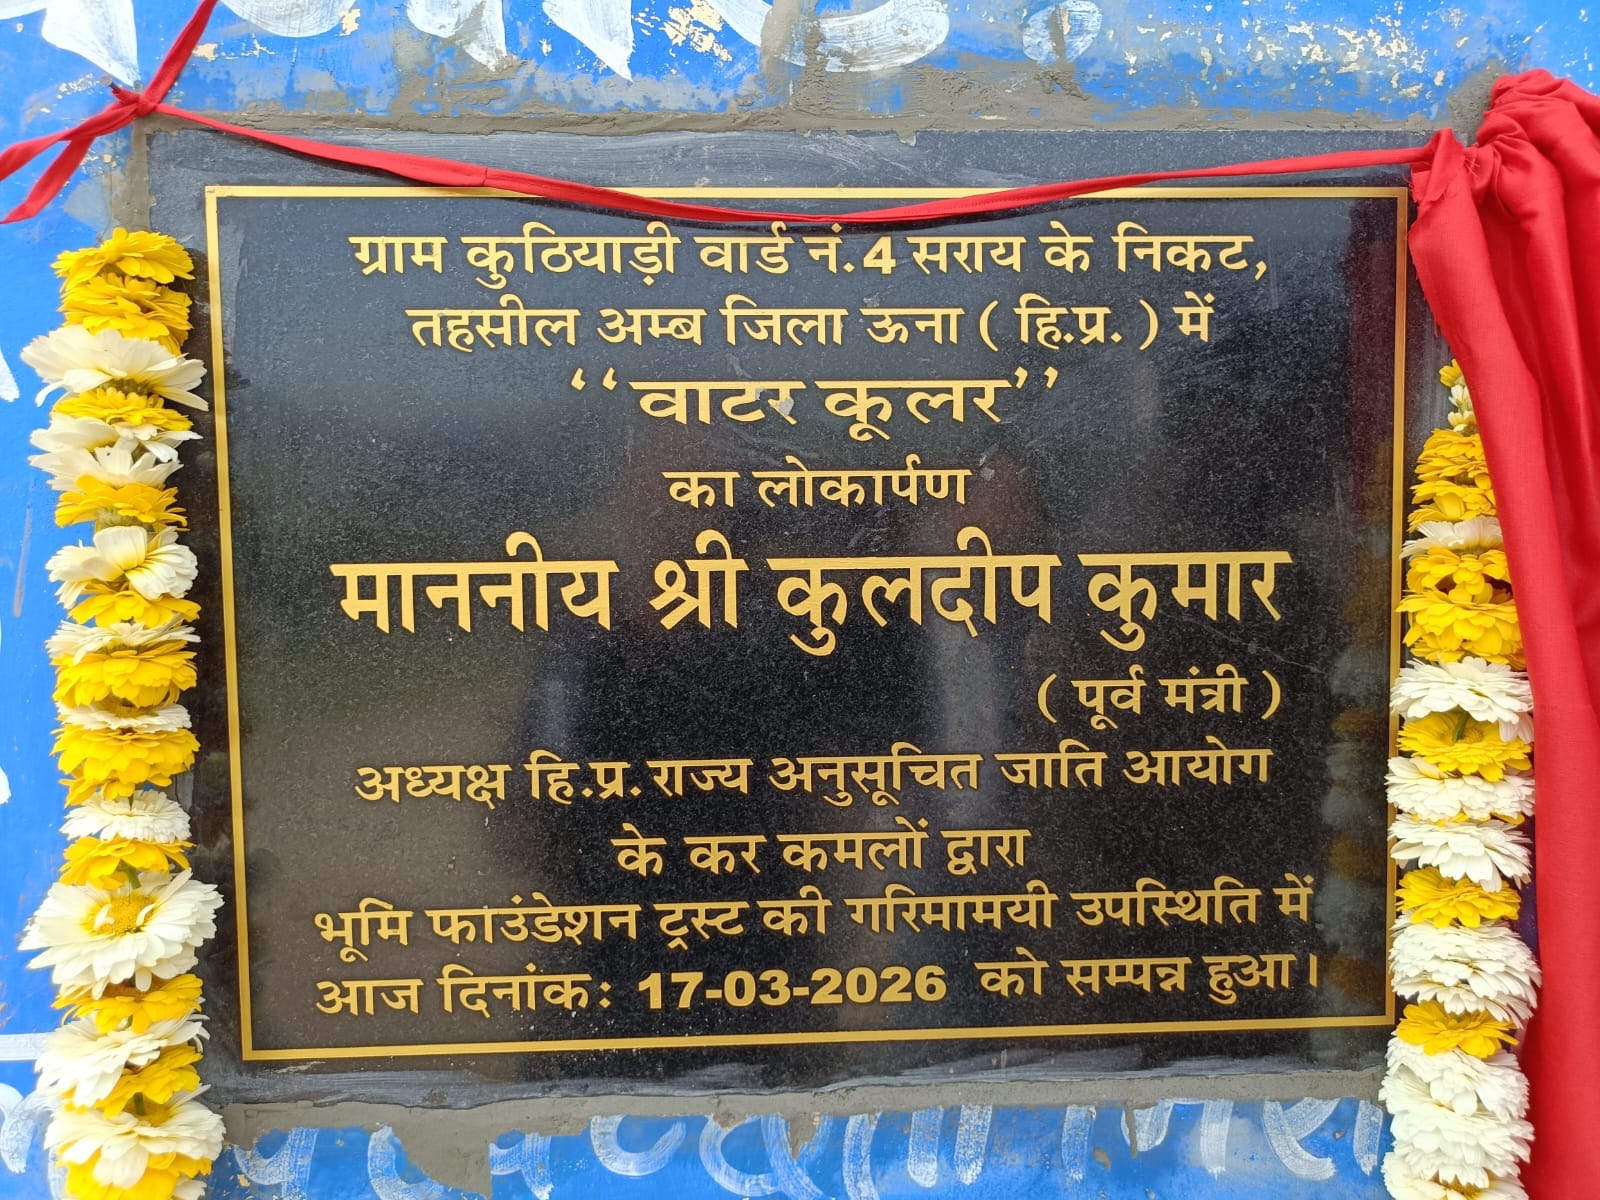 ग्राम कुठियाड़ी वार्ड नं.4 सराय के निकट,
तहसील अम्ब जिला ऊना ( हि.प्र. ) में
‘‘वाटर कूलर’’
का लोकार्पण
माननीय श्री कुलदीप कुमार
( पूर्व मंत्री )
अध्यक्ष हि.प्र. राज्य अनुसूचित जाति आयोग
के कर कमलों द्वारा
भूमि फाउंडेशन ट्रस्ट की गरिमामयी उपस्थिति में
आज दिनांक: 17-03-2026 को सम्पन्न हुआ।